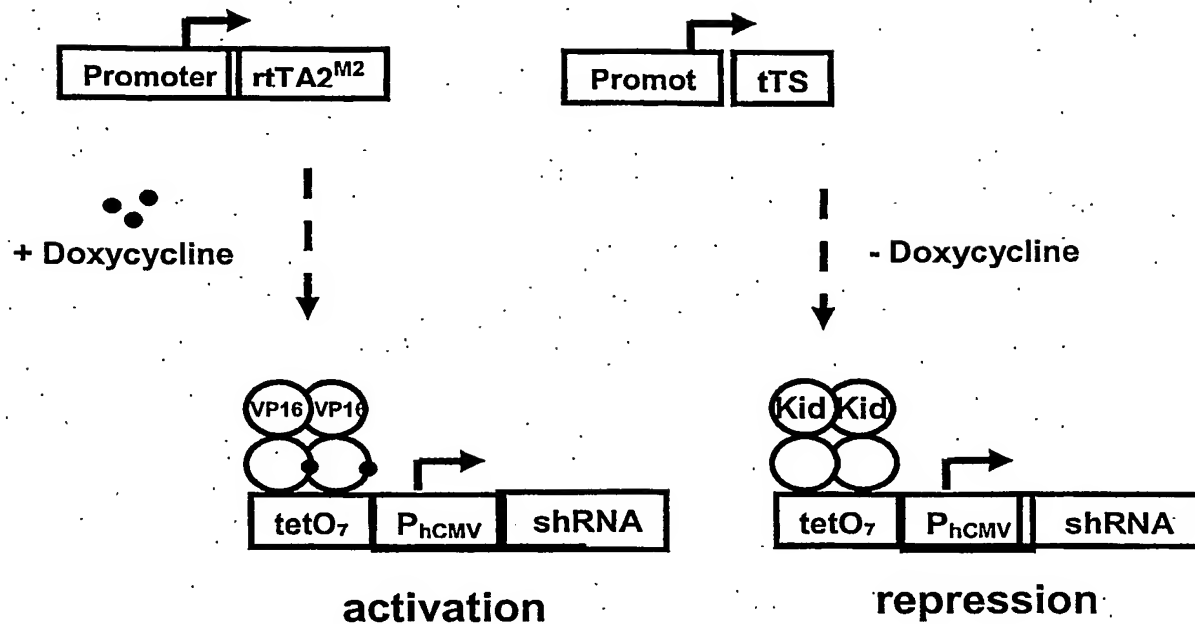 Promoter rtTA2M2
Promot tTS
+ Doxycycline
- Doxycycline
VP16 VP16
Kid Kid
tetO7 PhCMV shRNA
tetO7 PhCMV shRNA
activation
repression